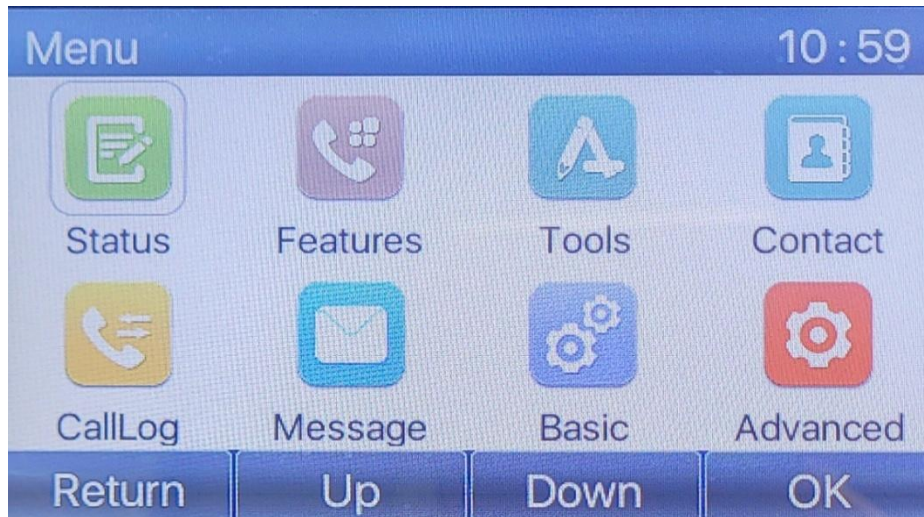 Menu 10:59
Status Features Tools Contact
CallLog Message Basic Advanced
Return Up Down OK